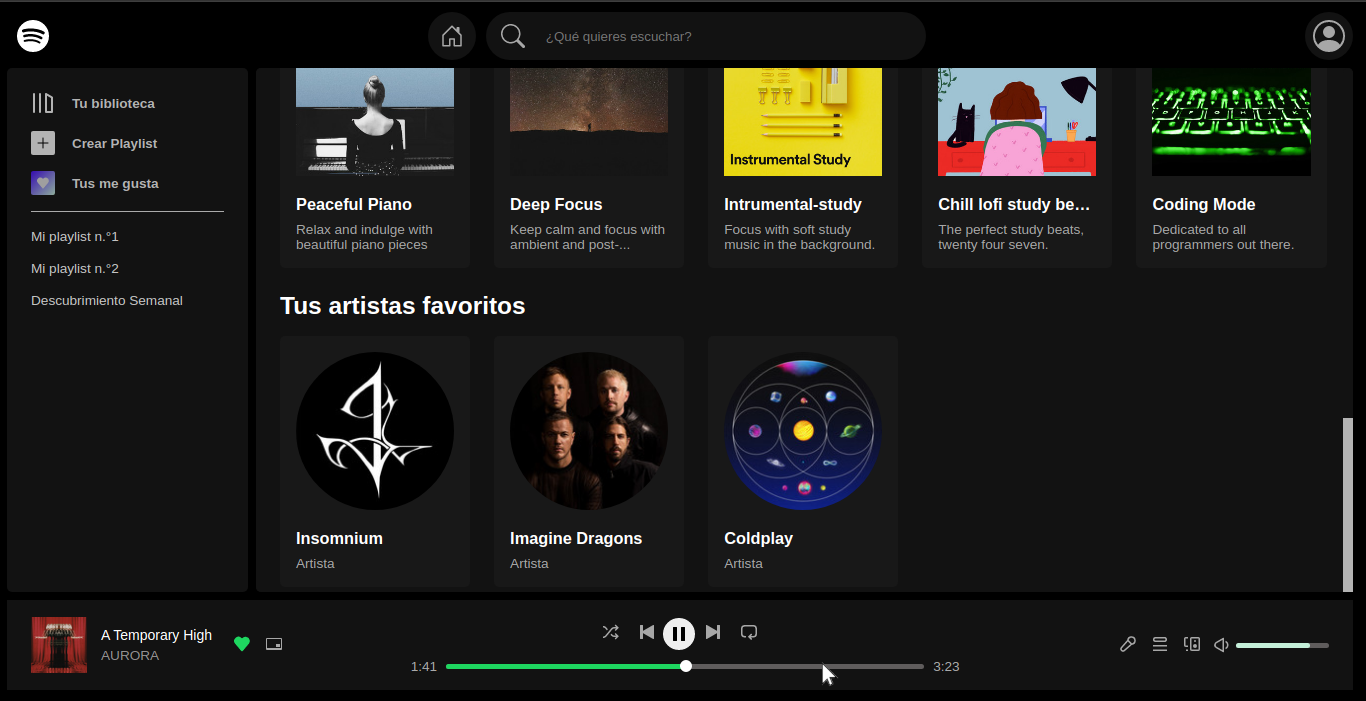 ¿Qué quieres escuchar?
Tu biblioteca
Crear Playlist
Tus me gusta
Mi playlist n.°1
Mi playlist n.°2
Descubrimiento Semanal
Instrumental Study
Peaceful Piano
Relax and indulge with
beautiful piano pieces
Deep Focus
Keep calm and focus with
ambient and post-...
Intrumental-study
Focus with soft study
music in the background.
Chill lofi study be...
The perfect study beats,
twenty four seven.
Coding Mode
Dedicated to all
programmers out there.
Tus artistas favoritos
Insomnium
Artista
Imagine Dragons
Artista
Coldplay
Artista
A Temporary High
AURORA
1:41
3:23